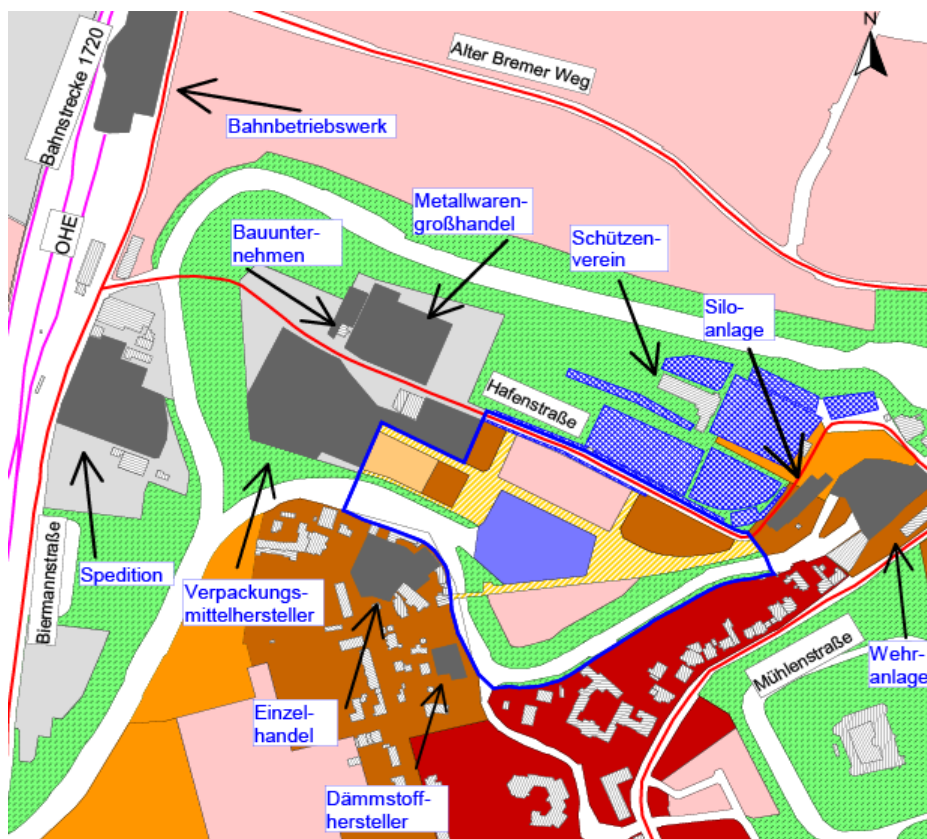 N
Alter Bremer Weg
Bahnstrecke 1720
Bahnbetriebswerk
Metallwaren-
großhandel
Schützen-
verein
Bauunter-
nehmen
OHE
Silo-
anlage
Hafenstraße
Biermannstraße
Spedition
Verpackungs-
mittelhersteller
Mühlenstraße
Wehr-
anlage
Einzel-
handel
Dämmstoff-
hersteller